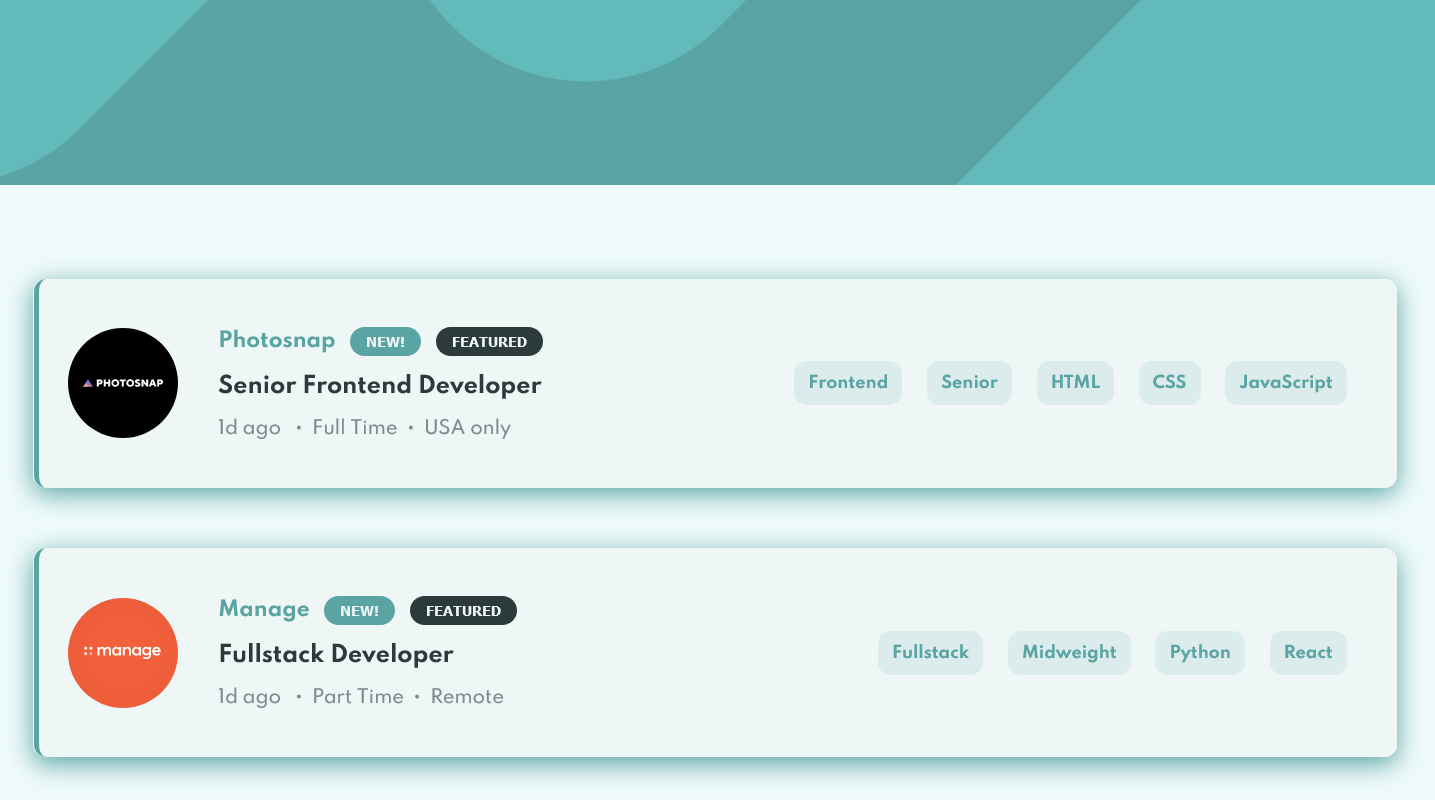 PHOTOSNAP
Photosnap NEW! FEATURED
Senior Frontend Developer
1d ago • Full Time • USA only
Frontend Senior HTML CSS JavaScript
manage
Manage NEW! FEATURED
Fullstack Developer
1d ago • Part Time • Remote
Fullstack Midweight Python React